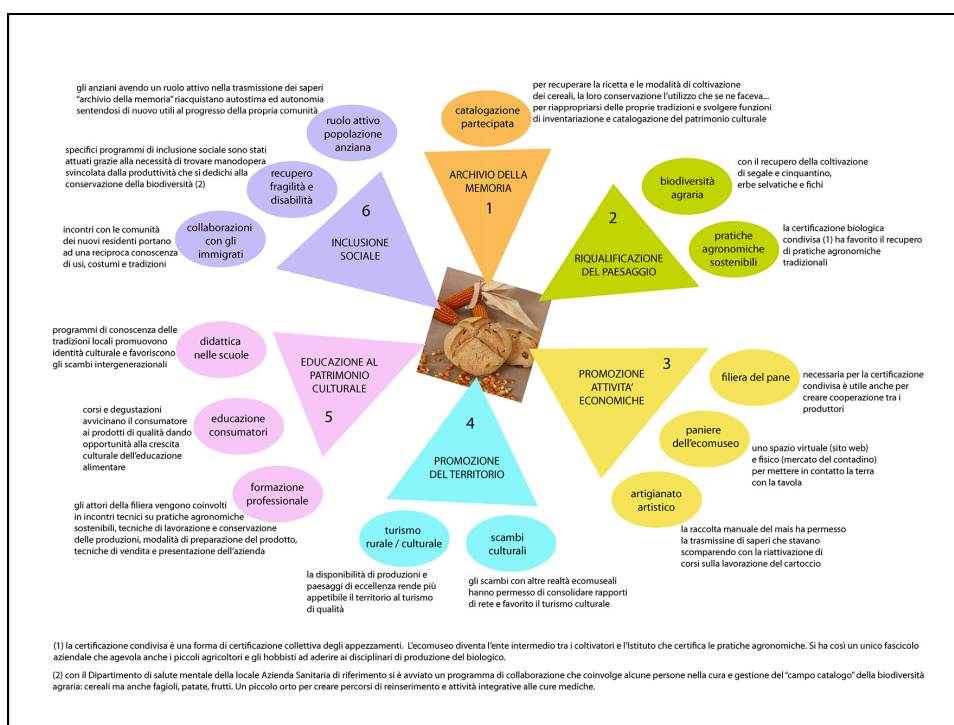 gli anziani avendo un ruolo attivo nella trasmissione dei saperi
"archivio della memoria" riacquistano autostima ed autonomia
sentendosi di nuovo utili al progresso della propria comunità
ruolo attivo
popolazione
anziana
specifici programmi di inclusione sociale sono stati
attuati grazie alla necessità di trovare manodopera
svincolata dalla produttività che si dedichi alla
conservazione della biodiversità (2)
recupero
fragilità e
disabilità
incontri con le comunità
dei nuovi residenti portano
ad una reciproca conoscenza
di usi, costumi e tradizioni
collaborazioni
con gli
immigrati
6
INCLUSIONE
SOCIALE
catalogazione
partecipata
per recuperare la ricetta e le modalità di coltivazione
dei cereali, la loro conservazione l'utilizzo che se ne faceva...
per riappropriarsi delle proprie tradizioni e svolgere funzioni
di inventariazione e catalogazione del patrimonio culturale
ARCHIVIO DELLA
MEMORIA
1
biodiversità
agraria
con il recupero della coltivazione
di segale e cinquantino,
erbe selvatiche e fichi
2
RIQUALIFICAZIONE
DEL PAESAGGIO
pratiche
agronomiche
sostenibili
la certificazione biologica
condivisa (1) ha favorito il recupero
di pratiche agronomiche
tradizionali
programmi di conoscenza delle
tradizioni locali promuovono
identità culturale e favoriscono
gli scambi intergenerazionali
didattica
nelle scuole
EDUCAZIONE AL
PATRIMONIO
CULTURALE
5
corsi e degustazioni
avvicinano il consumatore
ai prodotti di qualità dando
opportunità alla crescita
culturale dell'educazione
alimentare
educazione
consumatori
formazione
professionale
gli attori della filiera vengono coinvolti
in incontri tecnici su pratiche agronomiche
sostenibili, tecniche di lavorazione e conservazione
delle produzioni, modalità di preparazione del prodotto,
tecniche di vendita e presentazione dell'azienda
3
PROMOZIONE
ATTIVITA'
ECONOMICHE
filiera del pane
necessaria per la certificazione
condivisa è utile anche per
creare cooperazione tra i
produttori
paniere
dell'ecomuseo
uno spazio virtuale (sito web)
e fisico (mercato del contadino)
per mettere in contatto la terra
con la tavola
artigianato
artistico
la raccolta manuale del mais ha permesso
la trasmissine di saperi che stavano
scomparendo con la riattivazione di
corsi sulla lavorazione del cartoccio
4
PROMOZIONE
DEL TERRITORIO
turismo
rurale / culturale
la disponibilità di produzioni e
paesaggi di eccellenza rende più
appetibile il territorio al turismo
di qualità
scambi
culturali
gli scambi con altre realtà ecomuseali
hanno permesso di consolidare rapporti
di rete e favorito il turismo culturale
(1) la certificazione condivisa è una forma di certificazione collettiva degli appezzamenti. L'ecomuseo diventa l'ente intermedio tra i coltivatori e l'Istituto che certifica le pratiche agronomiche. Si ha così un unico fascicolo
aziendale che agevola anche i piccoli agricoltori e gli hobbisti ad aderire ai disciplinari di produzione del biologico.
(2) con il Dipartimento di salute mentale della locale Azienda Sanitaria di riferimento si è avviato un programma di collaborazione che coinvolge alcune persone nella cura e gestione del "campo catalogo" della biodiversità
agraria: cereali ma anche fagioli, patate, frutti. Un piccolo orto per creare percorsi di reinserimento e attività integrative alle cure mediche.